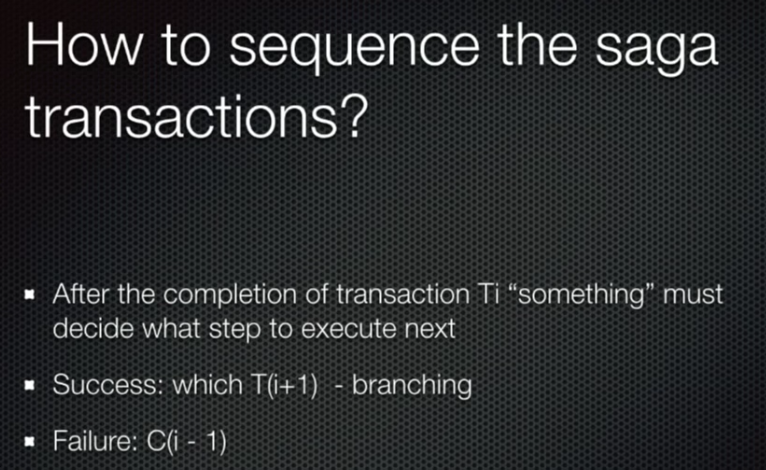 How to sequence the saga
transactions?
After the completion of transaction Ti “something” must
decide what step to execute next
Success: which T(i+1)  - branching
Failure: C(i - 1)